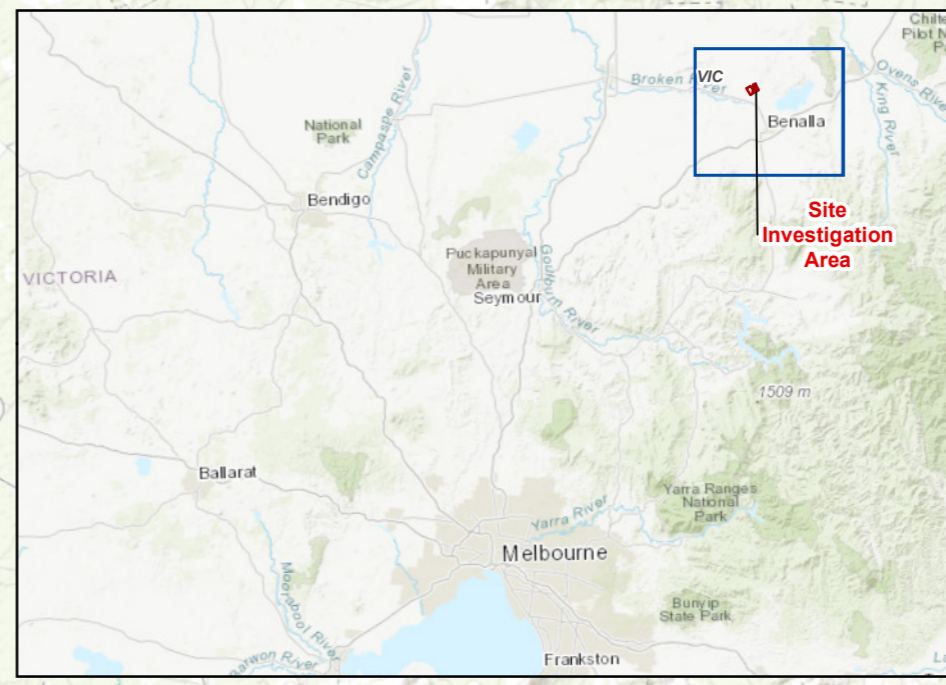 Chilte
Pilot N
P
Broken River
VIC
Ovens River
King River
National
Park
Campaspe River
Benalla
Bendigo
Site
Investigation
Area
Puckapunyal
Military
Area
Seymour
Goulburn River
VICTORIA
1509 m
Ballarat
Yarra Ranges
National
Park
Yarra River
Melbourne
Moorabool River
Bunyip
State Park
arwon River
Frankston
L